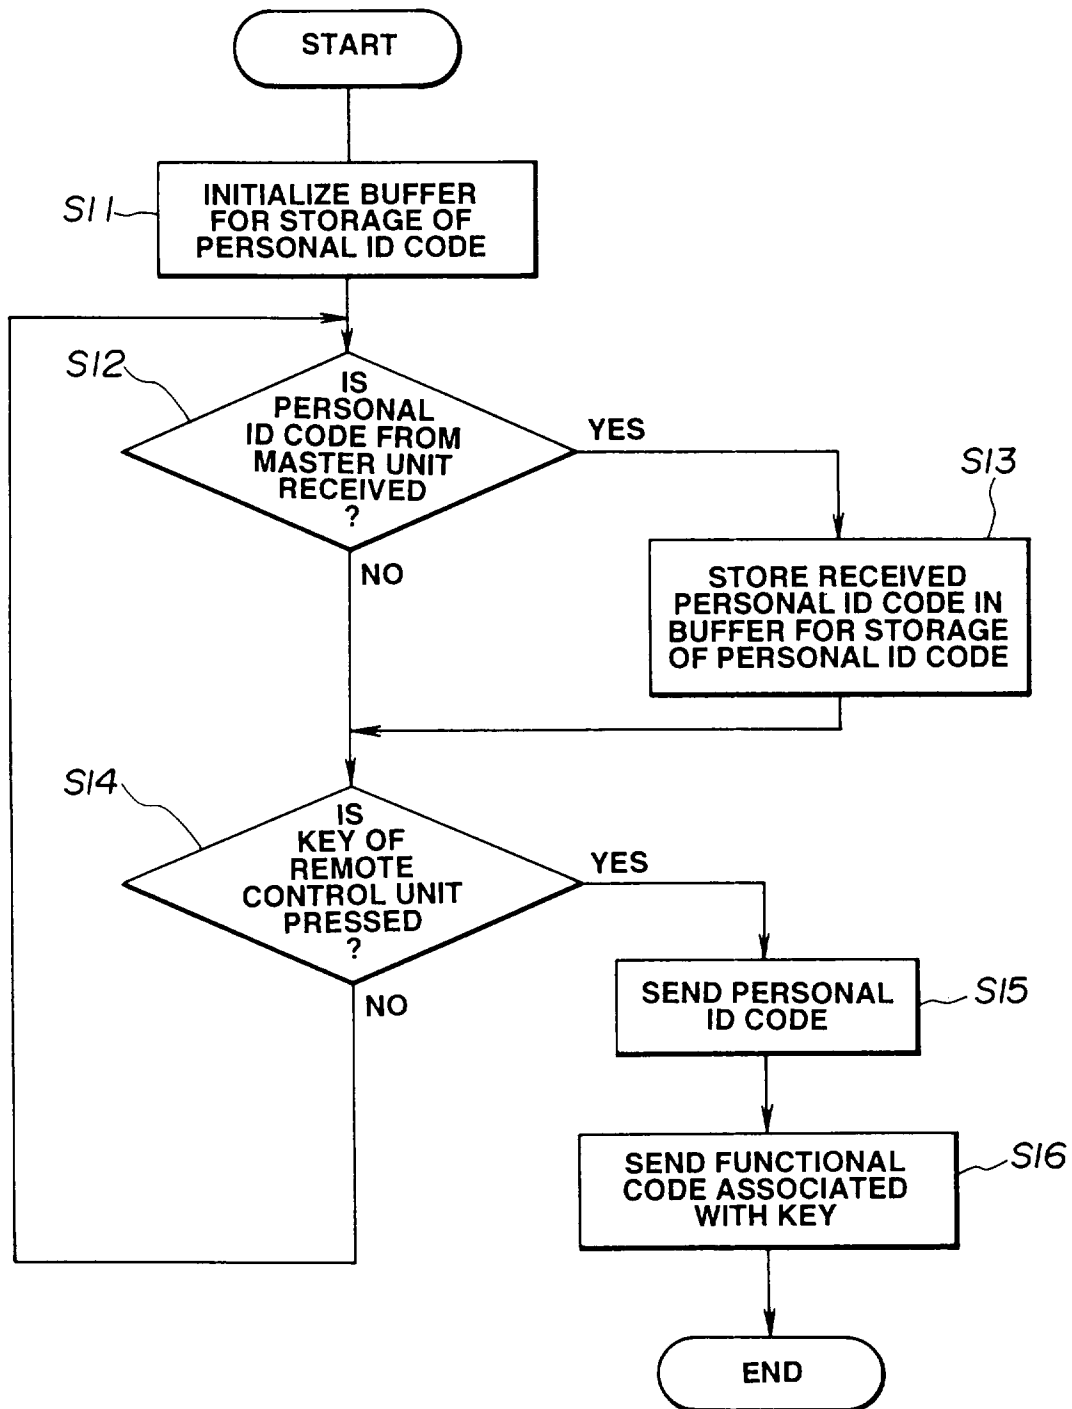 START
S11
INITIALIZE BUFFER
FOR STORAGE OF
PERSONAL ID CODE
S12
IS
PERSONAL
ID CODE FROM
MASTER UNIT
RECEIVED
?
YES
NO
S13
STORE RECEIVED
PERSONAL ID CODE IN
BUFFER FOR STORAGE
OF PERSONAL ID CODE
S14
IS
KEY OF
REMOTE
CONTROL UNIT
PRESSED
?
YES
NO
S15
SEND PERSONAL
ID CODE
S16
SEND FUNCTIONAL
CODE ASSOCIATED
WITH KEY
END